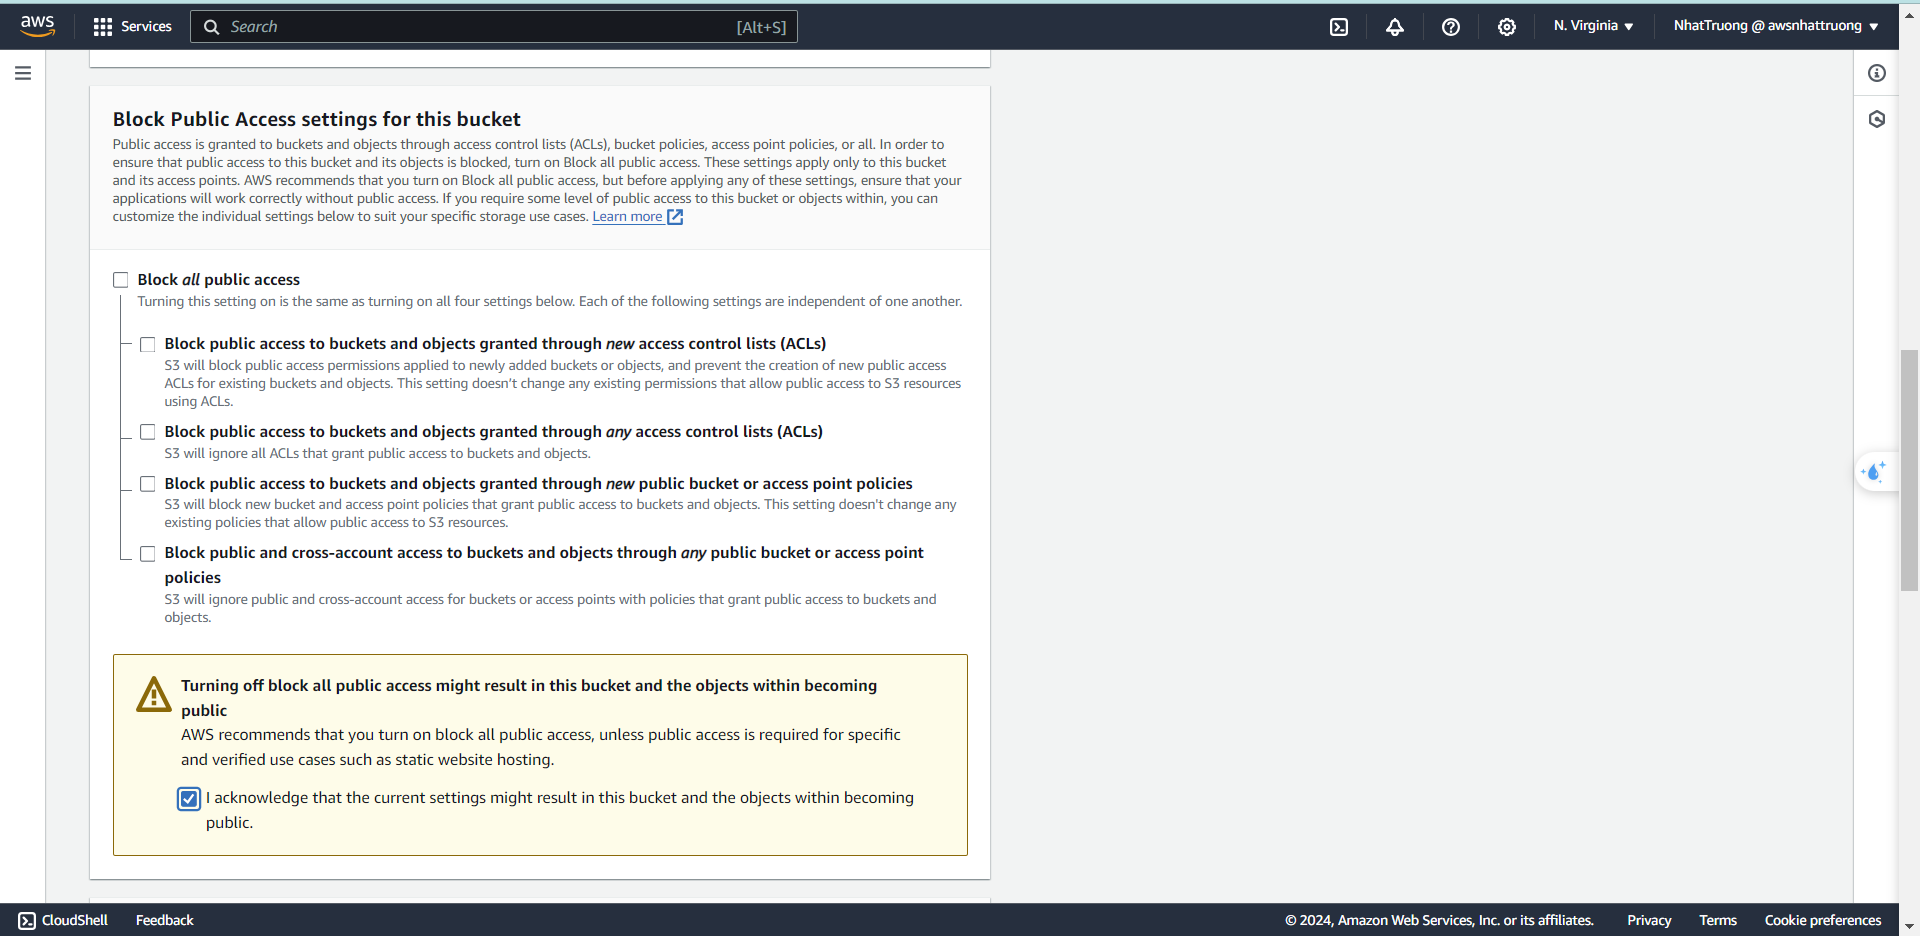 aws Services Search [Alt+S] N. Virginia NhatTruong @ awsnhattruong
Block Public Access settings for this bucket
Public access is granted to buckets and objects through access control lists (ACLs), bucket policies, access point policies, or all. In order to
ensure that public access to this bucket and its objects is blocked, turn on Block all public access. These settings apply only to this bucket
and its access points. AWS recommends that you turn on Block all public access, but before applying any of these settings, ensure that your
applications will work correctly without public access. If you require some level of public access to this bucket or objects within, you can
customize the individual settings below to suit your specific storage use cases. Learn more
Block all public access
Turning this setting on is the same as turning on all four settings below. Each of the following settings are independent of one another.
Block public access to buckets and objects granted through new access control lists (ACLs)
S3 will block public access permissions applied to newly added buckets or objects, and prevent the creation of new public access
ACLs for existing buckets and objects. This setting doesn’t change any existing permissions that allow public access to S3 resources
using ACLs.
Block public access to buckets and objects granted through any access control lists (ACLs)
S3 will ignore all ACLs that grant public access to buckets and objects.
Block public access to buckets and objects granted through new public bucket or access point policies
S3 will block new bucket and access point policies that grant public access to buckets and objects. This setting doesn't change any
existing policies that allow public access to S3 resources.
Block public and cross-account access to buckets and objects through any public bucket or access point
policies
S3 will ignore public and cross-account access for buckets or access points with policies that grant public access to buckets and
objects.
Turning off block all public access might result in this bucket and the objects within becoming
public
AWS recommends that you turn on block all public access, unless public access is required for specific
and verified use cases such as static website hosting.
I acknowledge that the current settings might result in this bucket and the objects within becoming
public.
CloudShell Feedback © 2024, Amazon Web Services, Inc. or its affiliates. Privacy Terms Cookie preferences